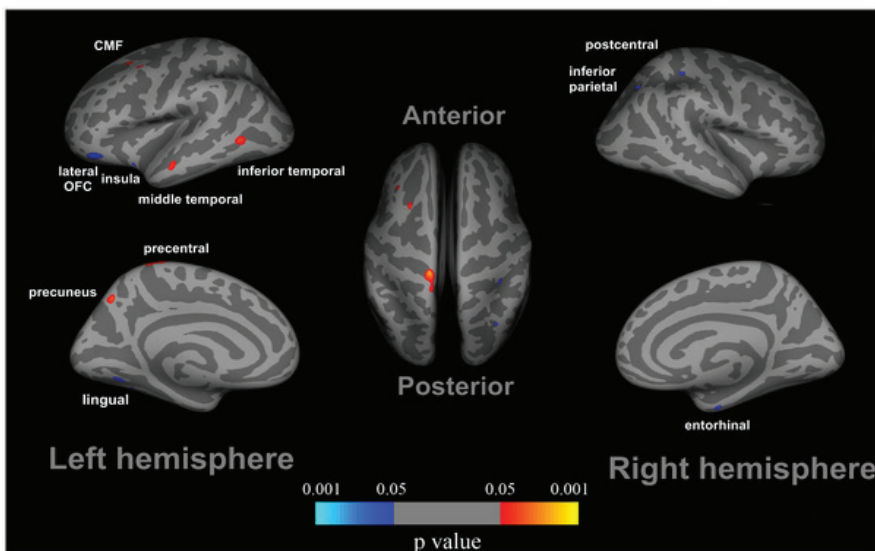 CMF
lateral
OFC
insula
middle temporal
inferior temporal
Anterior
postcentral
inferior
parietal
precentral
precuneus
lingual
Posterior
entorhinal
Left hemisphere
Right hemisphere
0.001 0.05 0.05 0.001
p value